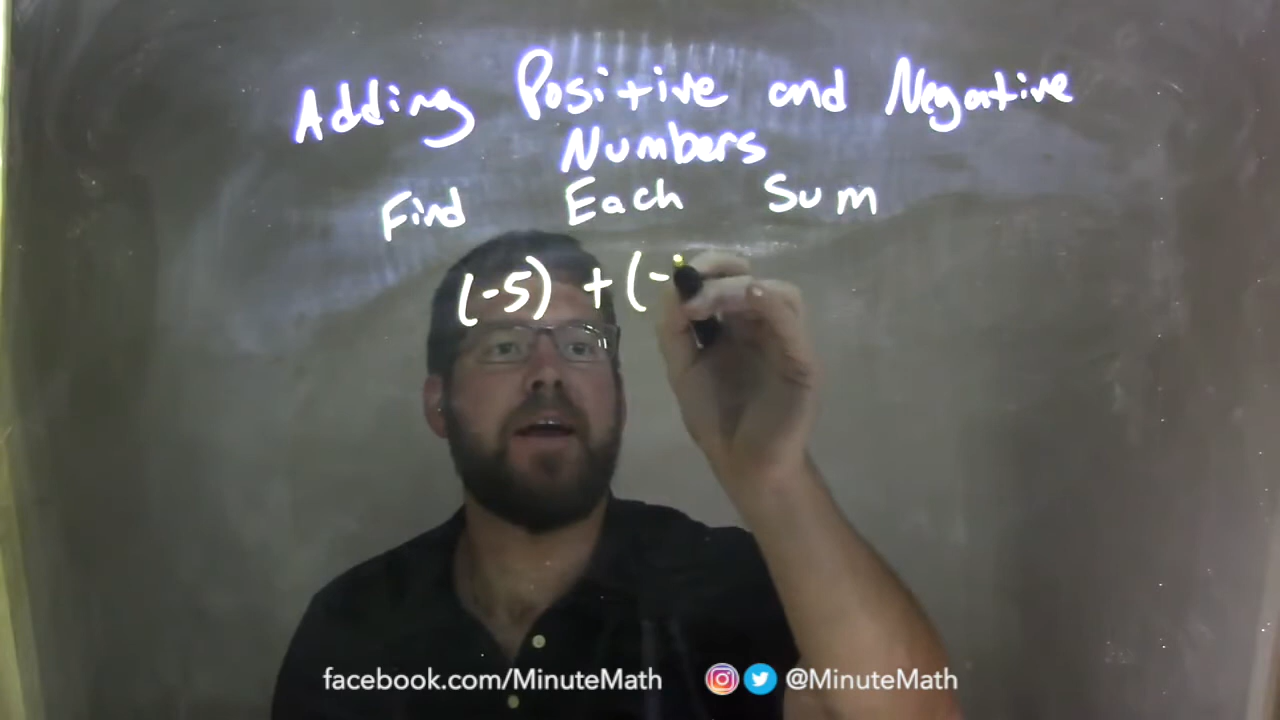 Adding Positive and Negative
Numbers
Find Each Sum
(-5) + (-
facebook.com/MinuteMath @MinuteMath